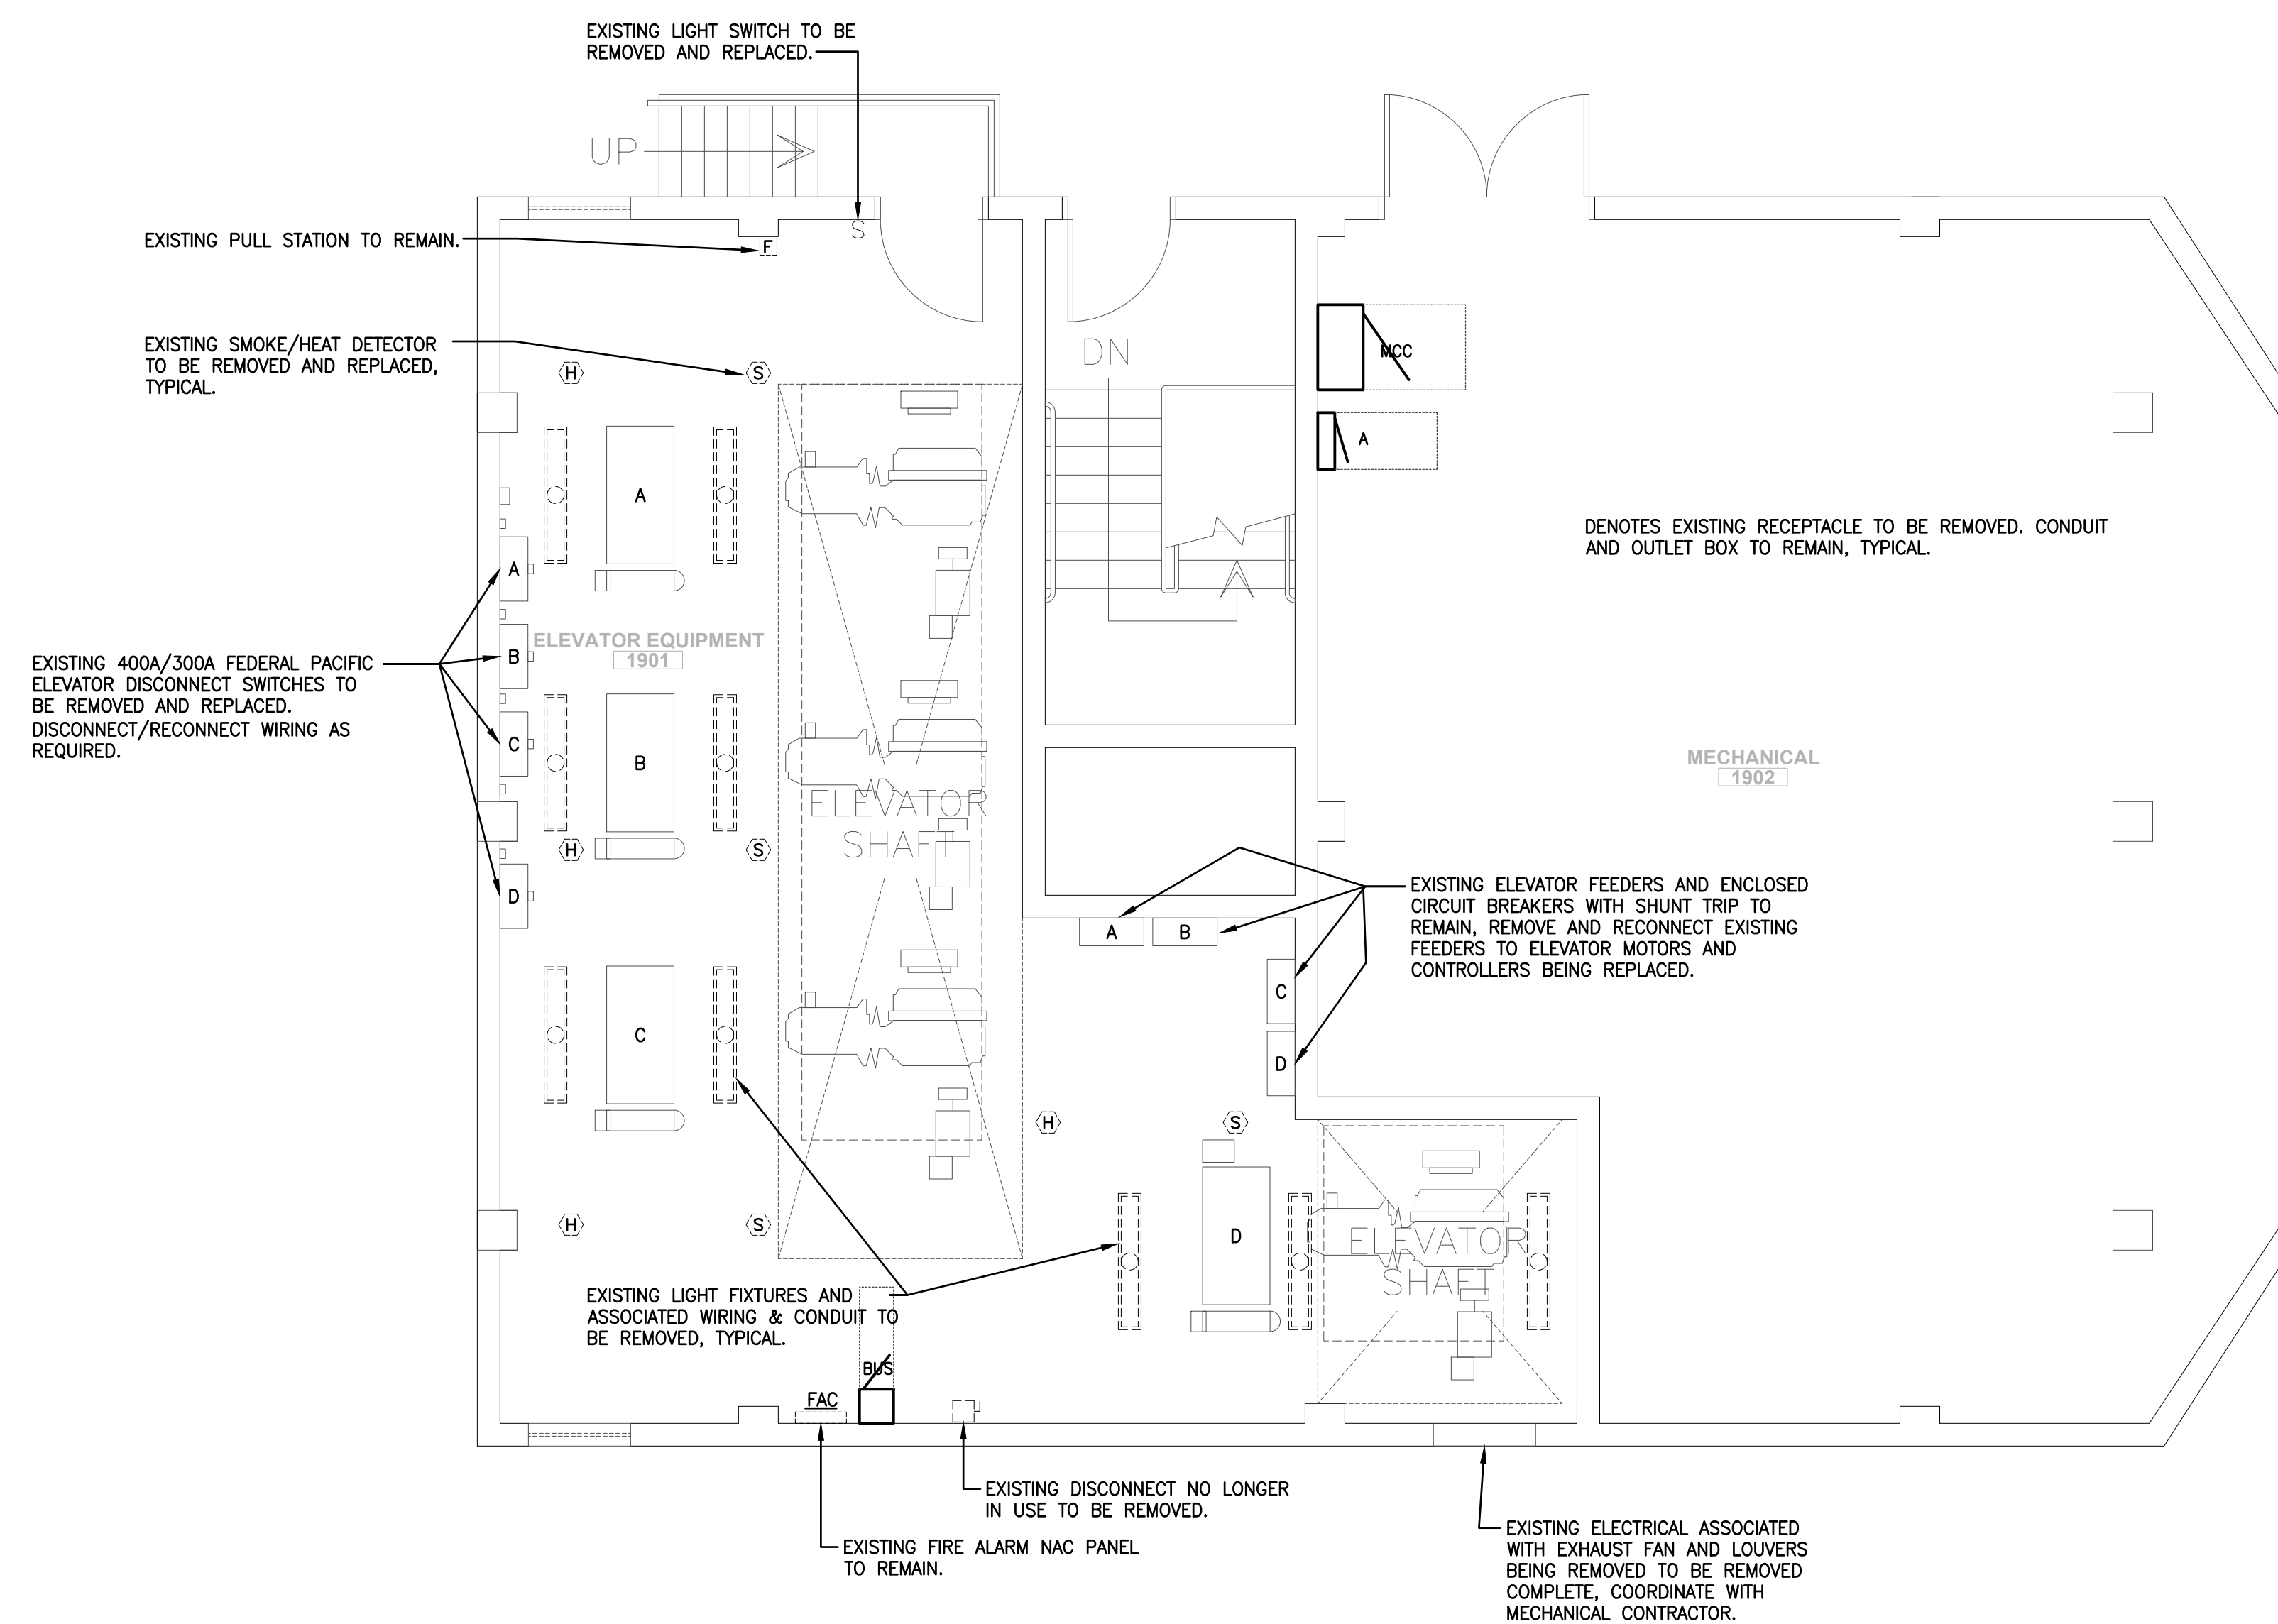 EXISTING LIGHT SWITCH TO BE
REMOVED AND REPLACED.
UP
S
EXISTING PULL STATION TO REMAIN.
F
EXISTING SMOKE/HEAT DETECTOR
TO BE REMOVED AND REPLACED,
TYPICAL.
H
S
DN
MCC
A
A
DENOTES EXISTING RECEPTACLE TO BE REMOVED. CONDUIT
AND OUTLET BOX TO REMAIN, TYPICAL.
A
ELEVATOR EQUIPMENT
1901
B
EXISTING 400A/300A FEDERAL PACIFIC
ELEVATOR DISCONNECT SWITCHES TO
BE REMOVED AND REPLACED.
DISCONNECT/RECONNECT WIRING AS
REQUIRED.
C
B
MECHANICAL
1902
ELEVATOR
SHAFT
H
S
D
EXISTING ELEVATOR FEEDERS AND ENCLOSED
CIRCUIT BREAKERS WITH SHUNT TRIP TO
REMAIN, REMOVE AND RECONNECT EXISTING
FEEDERS TO ELEVATOR MOTORS AND
CONTROLLERS BEING REPLACED.
A
B
C
C
D
H
S
H
S
D
ELEVATOR
SHAFT
EXISTING LIGHT FIXTURES AND
ASSOCIATED WIRING & CONDUIT TO
BE REMOVED, TYPICAL.
BUS
FAC
EXISTING DISCONNECT NO LONGER
IN USE TO BE REMOVED.
EXISTING FIRE ALARM NAC PANEL
TO REMAIN.
EXISTING ELECTRICAL ASSOCIATED
WITH EXHAUST FAN AND LOUVERS
BEING REMOVED TO BE REMOVED
COMPLETE, COORDINATE WITH
MECHANICAL CONTRACTOR.